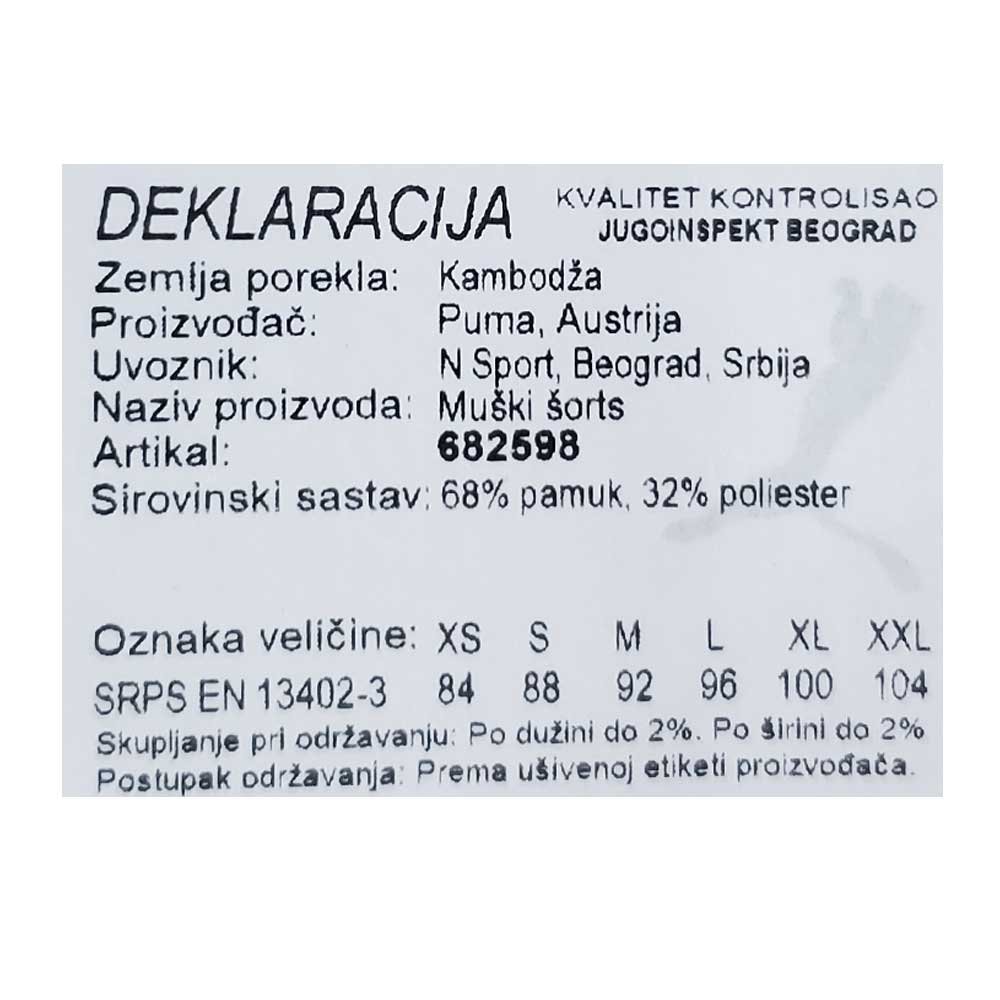 DEKLARACIJA
KVALITET KONTROLISAO
JUGOINSPEKT BEOGRAD
Zemlja porekla: Kambodža
Proizvođač: Puma, Austrija
Uvoznik: N Sport, Beograd, Srbija
Naziv proizvoda: Muški šorts
Artikal: 682598
Sirovinski sastav: 68% pamuk, 32% poliester
Oznaka veličine: XS S M L XL XXL
SRPS EN 13402-3 84 88 92 96 100 104
Skupljanje pri održavanju: Po dužini do 2%. Po širini do 2%
Postupak održavanja: Prema ušivenoj etiketi proizvođača.